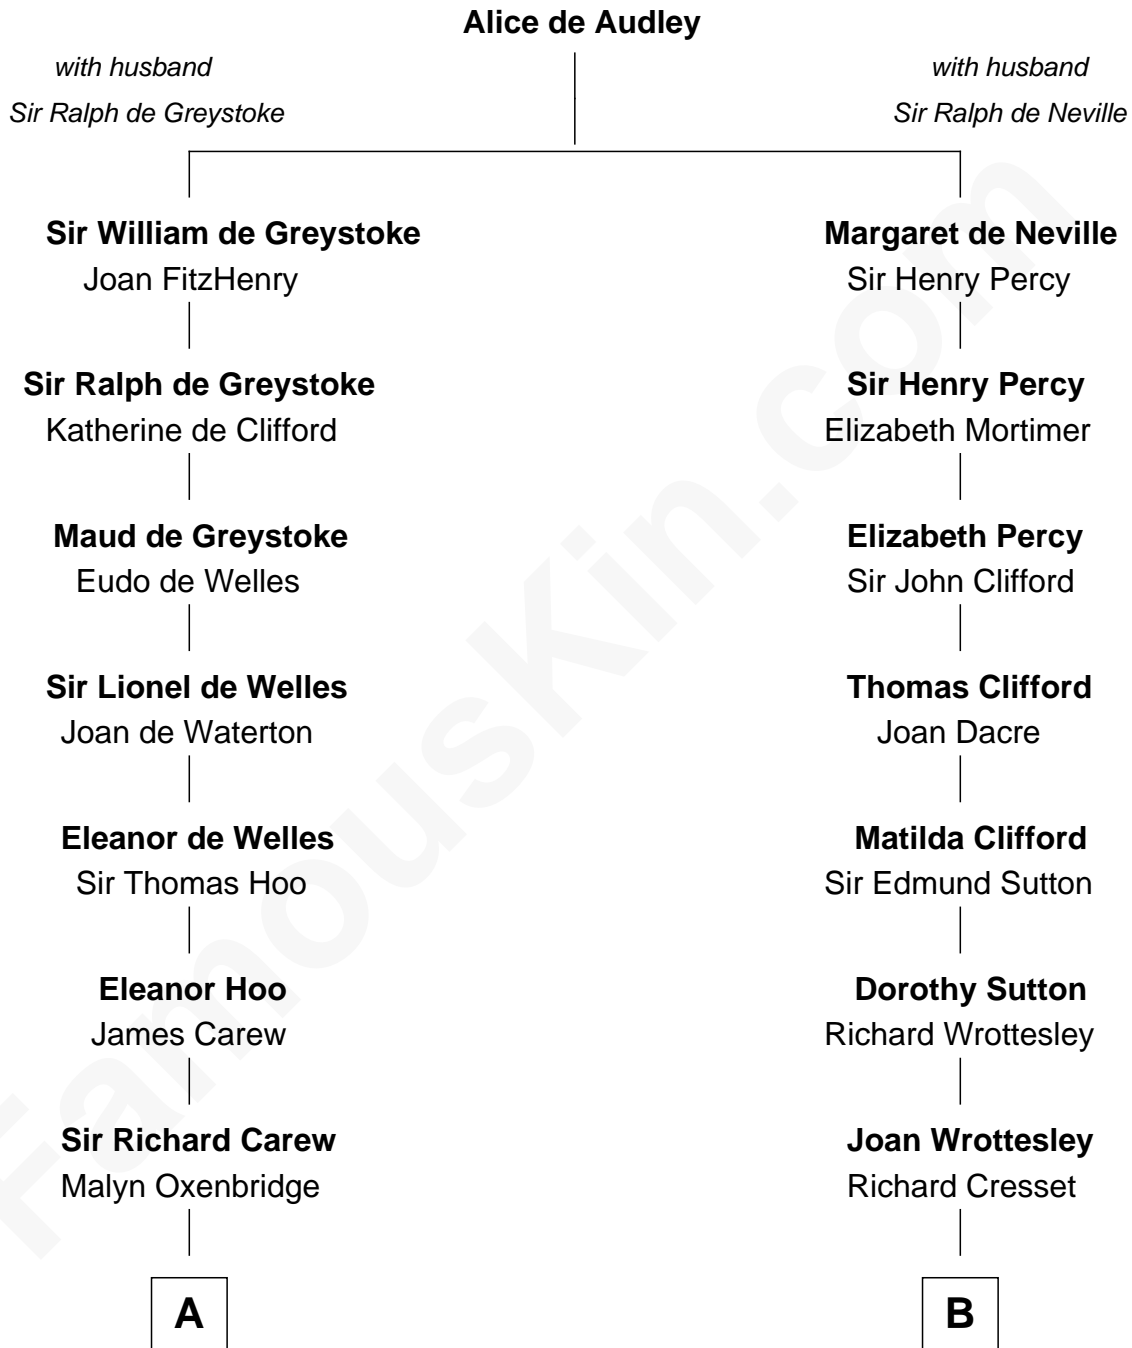 Alice de Audley
with husband
Sir Ralph de Greystoke
with husband
Sir Ralph de Neville
Sir William de Greystoke
Joan FitzHenry
Margaret de Neville
Sir Henry Percy
Sir Ralph de Greystoke
Katherine de Clifford
Sir Henry Percy
Elizabeth Mortimer
Maud de Greystoke
Eudo de Welles
Elizabeth Percy
Sir John Clifford
Sir Lionel de Welles
Joan de Waterton
Thomas Clifford
Joan Dacre
Eleanor de Welles
Sir Thomas Hoo
Matilda Clifford
Sir Edmund Sutton
Eleanor Hoo
James Carew
Dorothy Sutton
Richard Wrottesley
Sir Richard Carew
Malyn Oxenbridge
Joan Wrottesley
Richard Cresset
A
B
FamousKin.com